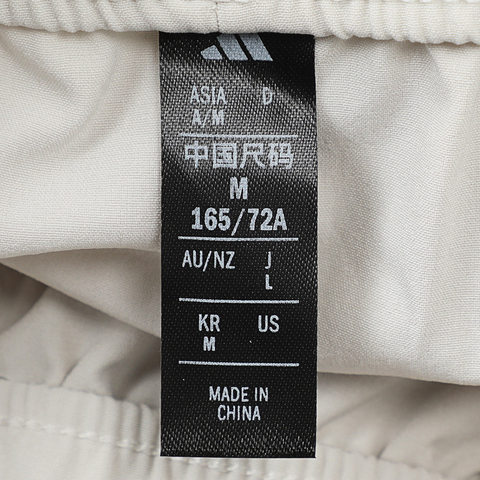 ASIA D
A/M
中国尺码
M
165/72A
AU/NZ J
L
KR US
M
MADE IN
CHINA